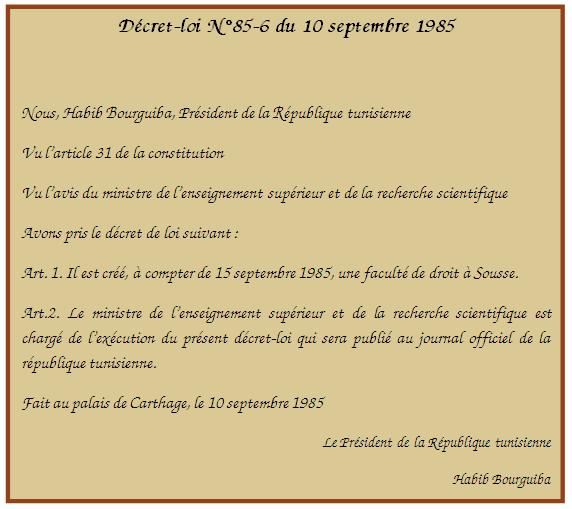 Décret-loi N°85-6 du 10 septembre 1985
Nous, Habib Bourguiba, Président de la République tunisienne
Vu l'article 31 de la constitution
Vu l'avis du ministre de l'enseignement supérieur et de la recherche scientifique
Avons pris le décret de loi suivant :
Art. 1. Il est créé, à compter de 15 septembre 1985, une faculté de droit à Sousse.
Art.2. Le ministre de l'enseignement supérieur et de la recherche scientifique est
chargé de l'exécution du présent décret-loi qui sera publié au journal officiel de la
république tunisienne.
Fait au palais de Carthage, le 10 septembre 1985
Le Président de la République tunisienne
Habib Bourguiba